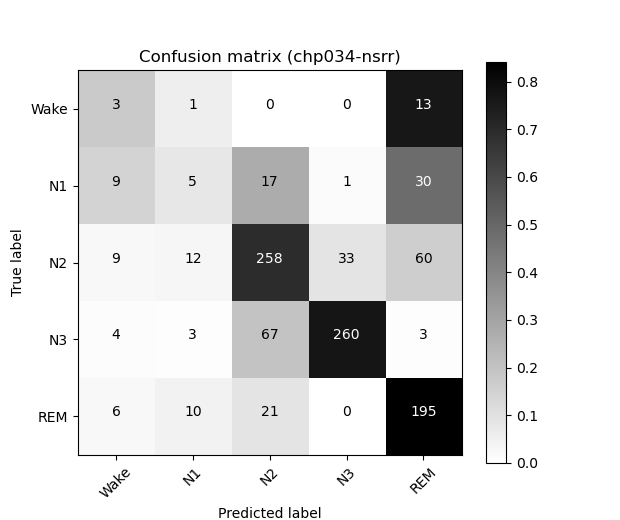 Confusion matrix (chp034-nsrr)
True label
Wake 3 1 0 0 13
N1 9 5 17 1 30
N2 9 12 258 33 60
N3 4 3 67 260 3
REM 6 10 21 0 195
Wake N1 N2 N3 REM
Predicted label
0.8
0.7
0.6
0.5
0.4
0.3
0.2
0.1
0.0